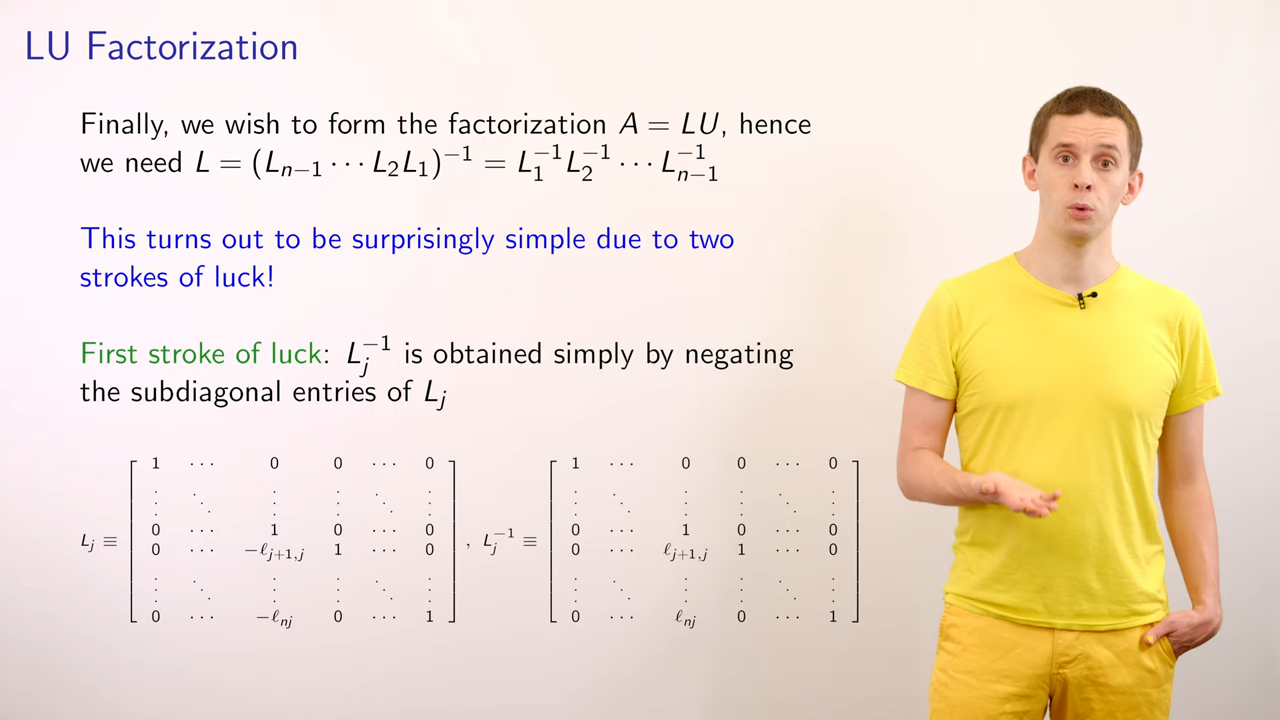 LU Factorization
Finally, we wish to form the factorization A = LU, hence
we need L = (L_{n−1} ··· L_2 L_1)^{−1} = L_1^{−1} L_2^{−1} ··· L_{n−1}^{−1}
This turns out to be surprisingly simple due to two
strokes of luck!
First stroke of luck: L_j^{−1} is obtained simply by negating
the subdiagonal entries of L_j
1 ··· 0 0 ··· 0 1 ··· 0 0 ··· 0
⋮ ⋱ ⋮ ⋮ ⋱ ⋮ ⋮ ⋱ ⋮ ⋮ ⋱ ⋮
0 ··· 1 0 ··· 0 0 ··· 1 0 ··· 0
L_j ≡ 0 ··· −ℓ_{j+1,j} 1 ··· 0 , L_j^{−1} ≡ 0 ··· ℓ_{j+1,j} 1 ··· 0
⋮ ⋱ ⋮ ⋮ ⋱ ⋮ ⋮ ⋱ ⋮ ⋮ ⋱ ⋮
0 ··· −ℓ_{nj} 0 ··· 1 0 ··· ℓ_{nj} 0 ··· 1